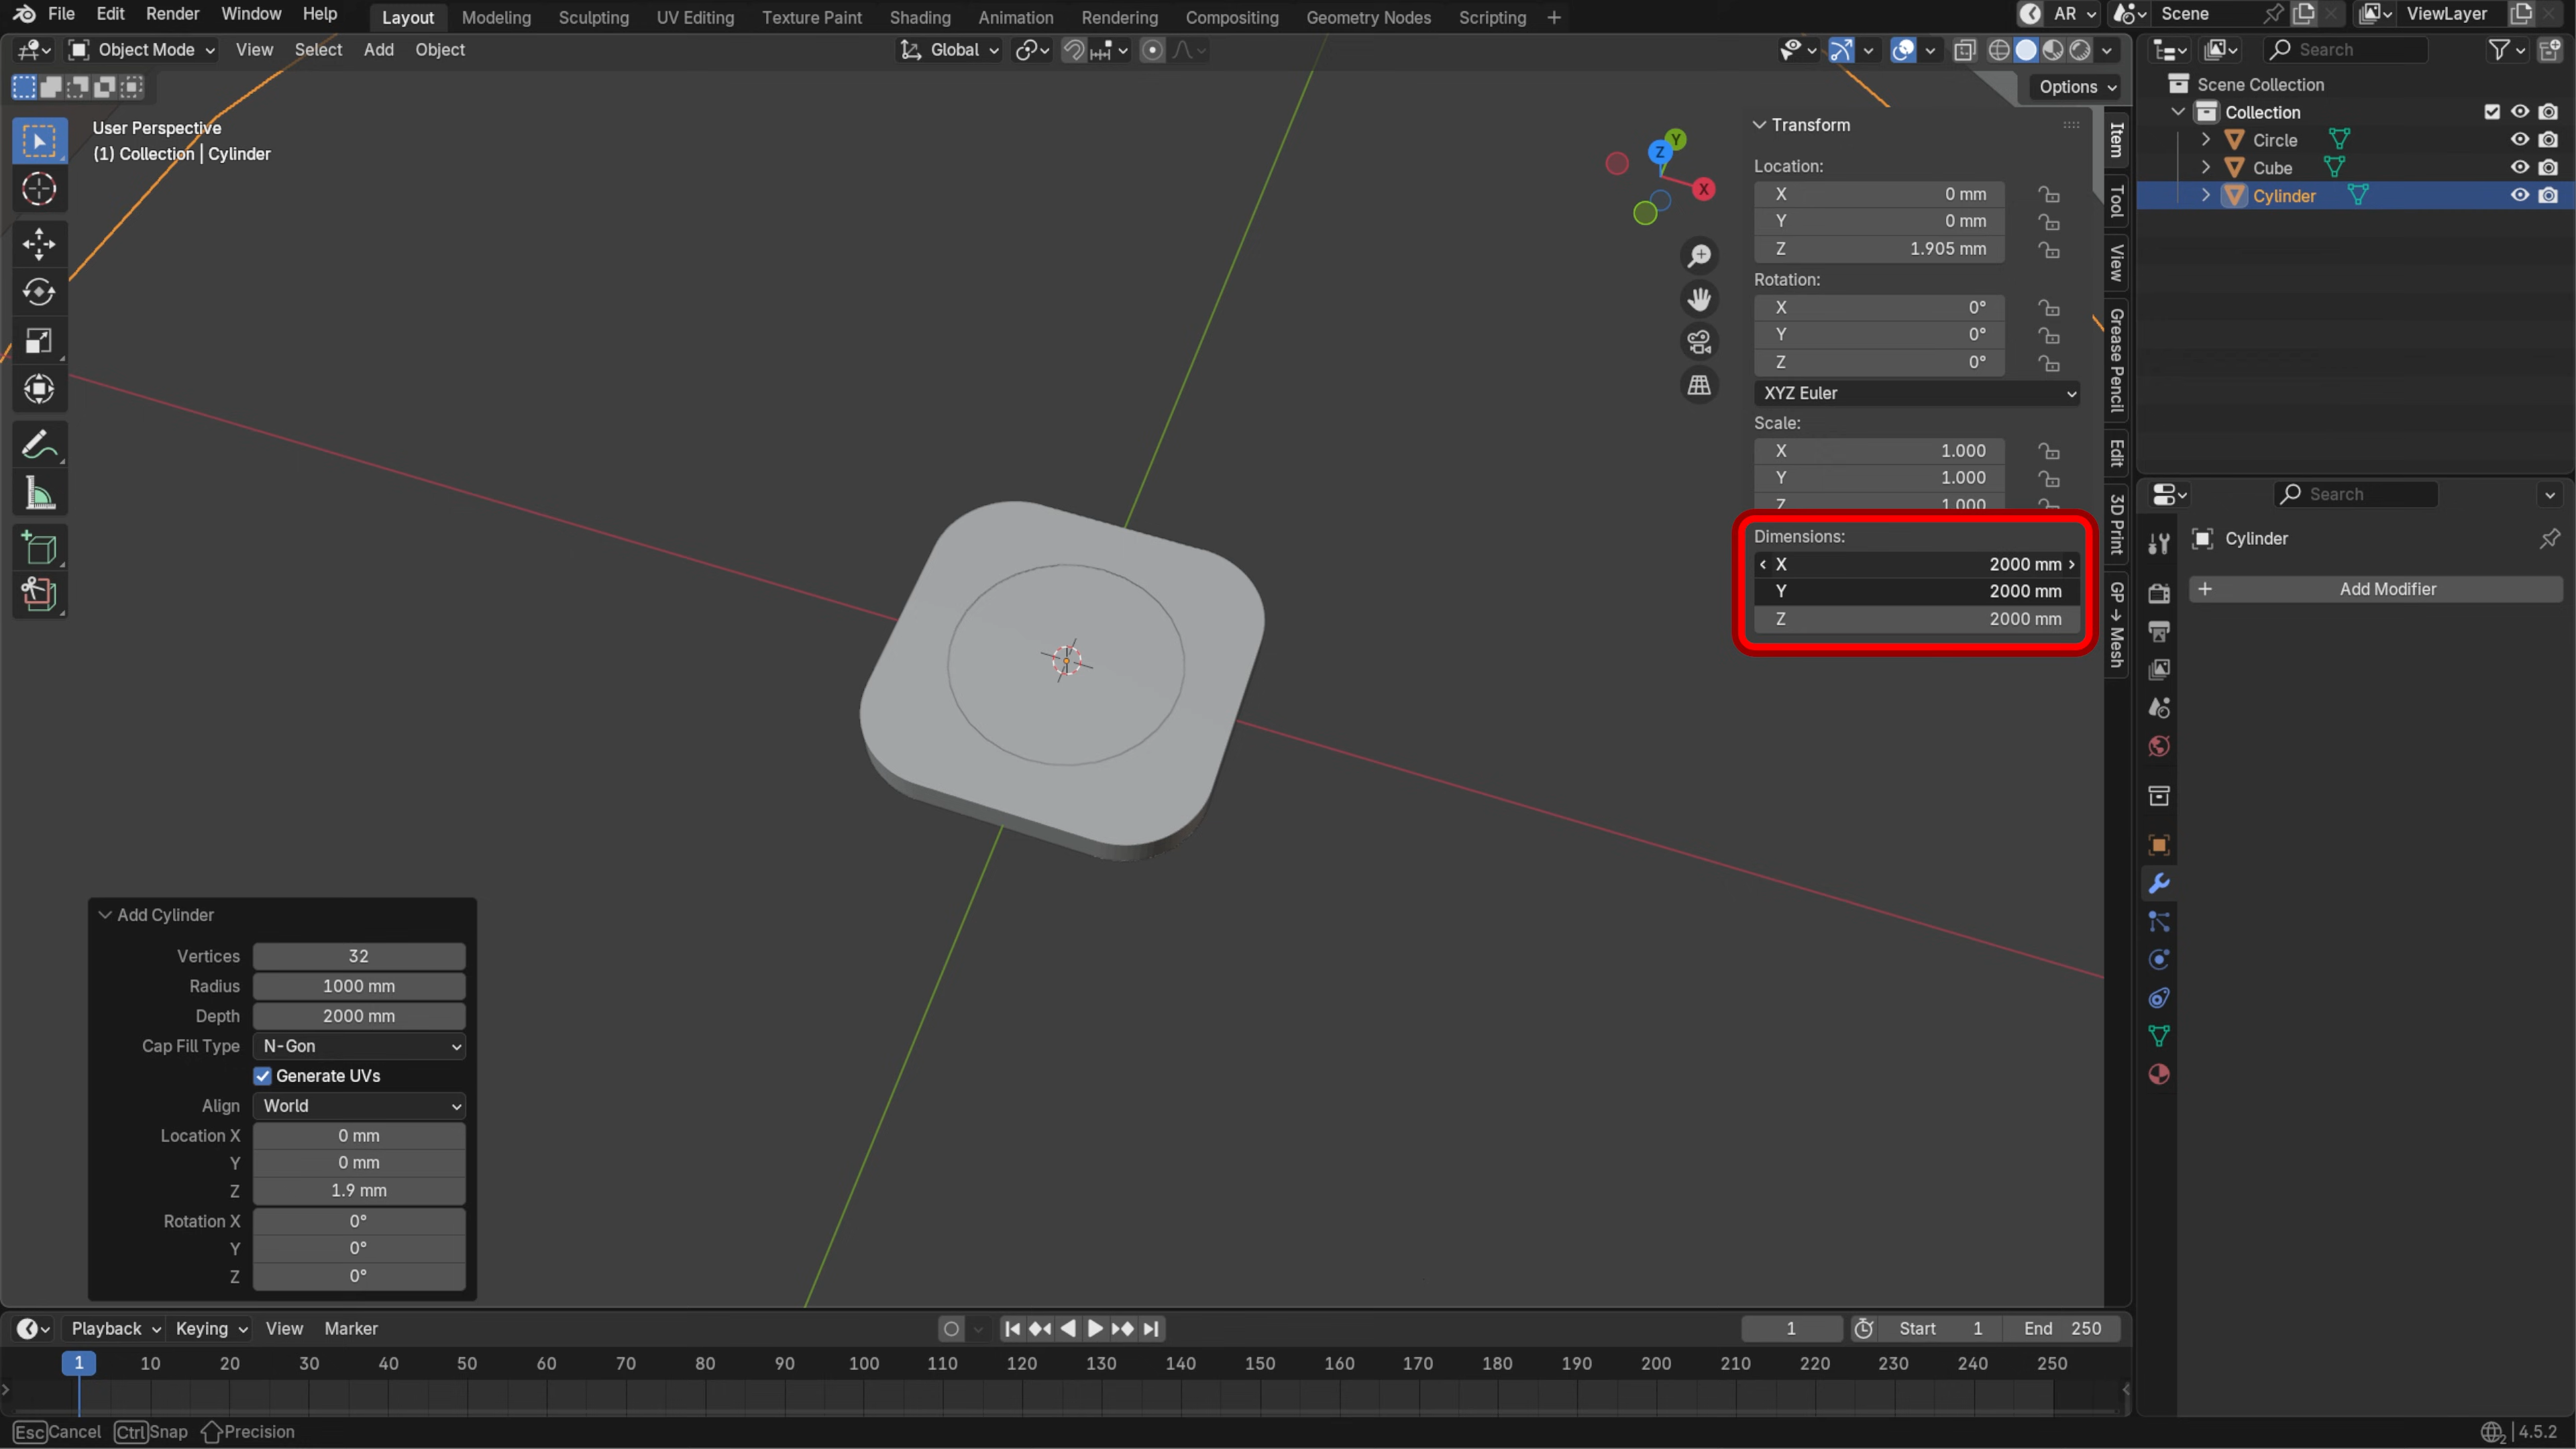 File Edit Render Window Help Layout Modeling Sculpting UV Editing Texture Paint Shading Animation Rendering Compositing Geometry Nodes Scripting + AR Scene ViewLayer
Object Mode View Select Add Object Global Search
Options
User Perspective
(1) Collection | Cylinder
Y
Z
X
Transform
Location:
X 0 mm
Y 0 mm
Z 1.905 mm
Rotation:
X 0°
Y 0°
Z 0°
XYZ Euler
Scale:
X 1.000
Y 1.000
Z 1.000
Dimensions:
X 2000 mm
Y 2000 mm
Z 2000 mm
Item
Tool
View
Grease Pencil
Edit
3D Print
GP → Mesh
Scene Collection
Collection
Circle
Cube
Cylinder
Search
Cylinder
+ Add Modifier
Add Cylinder
Vertices 32
Radius 1000 mm
Depth 2000 mm
Cap Fill Type N-Gon
Generate UVs
Align World
Location X 0 mm
Y 0 mm
Z 1.9 mm
Rotation X 0°
Y 0°
Z 0°
Playback Keying View Marker 1 Start 1 End 250
1 10 20 30 40 50 60 70 80 90 100 110 120 130 140 150 160 170 180 190 200 210 220 230 240 250
Esc Cancel Ctrl Snap Precision 4.5.2